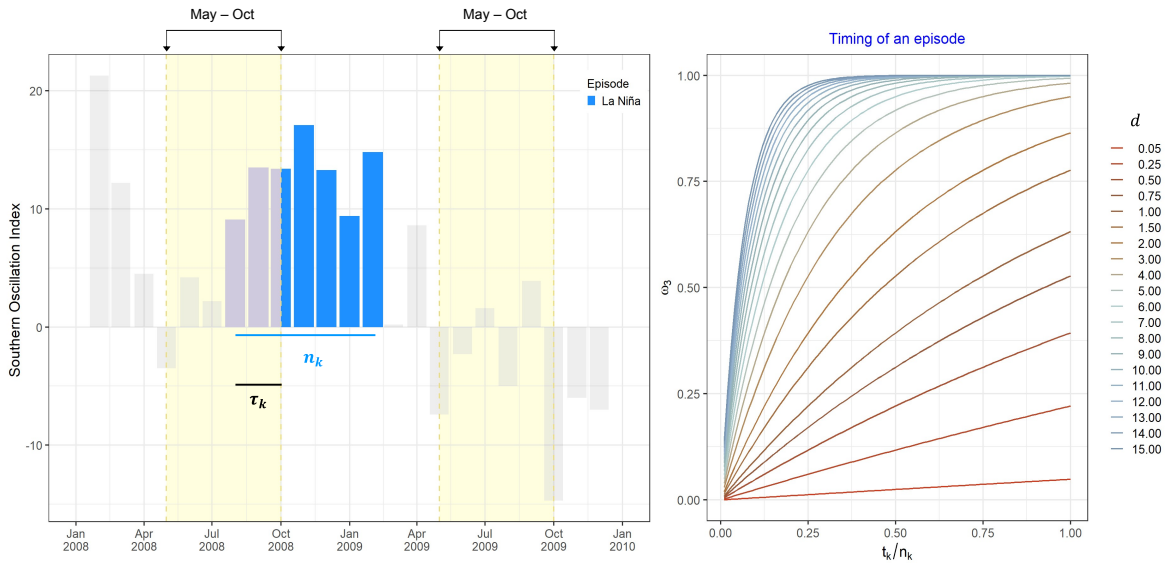 May – Oct
May – Oct
Southern Oscillation Index
20
10
0
-10
Episode
La Niña
nₖ
τₖ
Jan
2008
Apr
2008
Jul
2008
Oct
2008
Jan
2009
Apr
2009
Jul
2009
Oct
2009
Jan
2010
Timing of an episode
ω₃
1.00
0.75
0.50
0.25
0.00
0.00
0.25
0.50
0.75
1.00
tₖ/nₖ
d
0.05
0.25
0.50
0.75
1.00
1.50
2.00
3.00
4.00
5.00
6.00
7.00
8.00
9.00
10.00
11.00
12.00
13.00
14.00
15.00